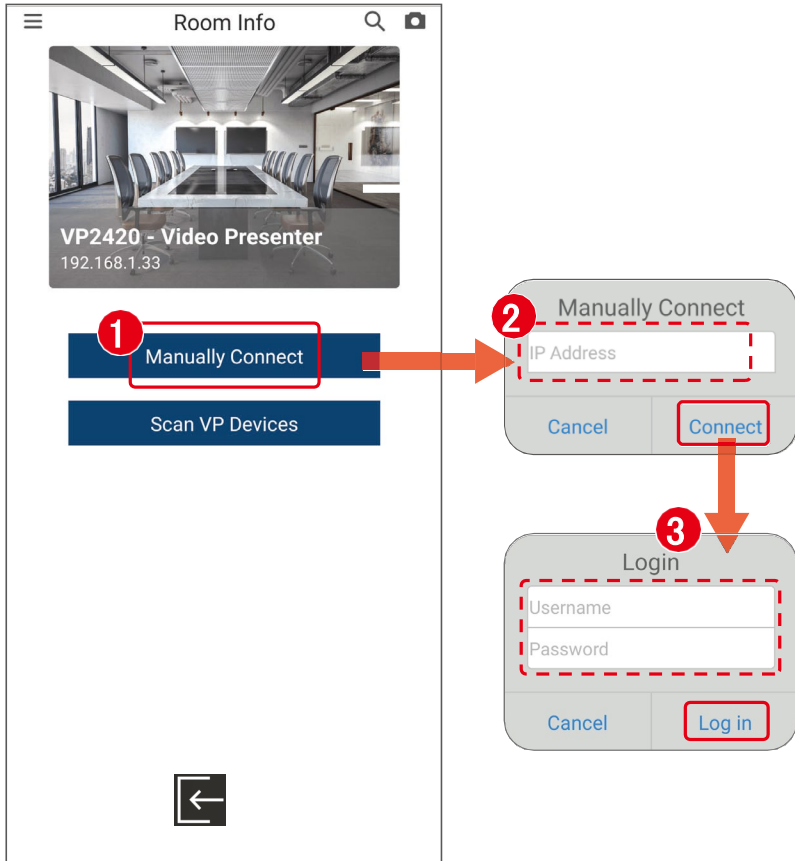 Room Info
VP2420 - Video Presenter
192.168.1.33
1
Manually Connect
Scan VP Devices
2
Manually Connect
IP Address
Cancel
Connect
3
Login
Username
Password
Cancel
Log in